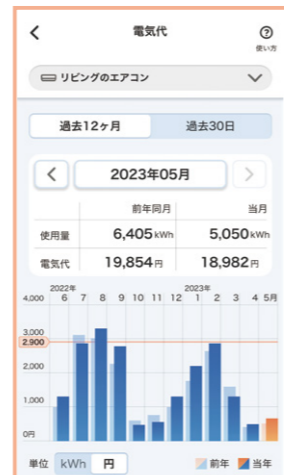 電気代
使い方
リビングのエアコン
過去12ヶ月 過去30日
2023年05月
前年同月 当月
使用量 6,405kWh 5,050kWh
電気代 19,854円 18,982円
2022年 2023年
6 7 8 9 10 11 12 1 2 3 4 5月
4,000
3,000
2.900
2,000
1,000
0円
単位 kWh 円 前年 当年